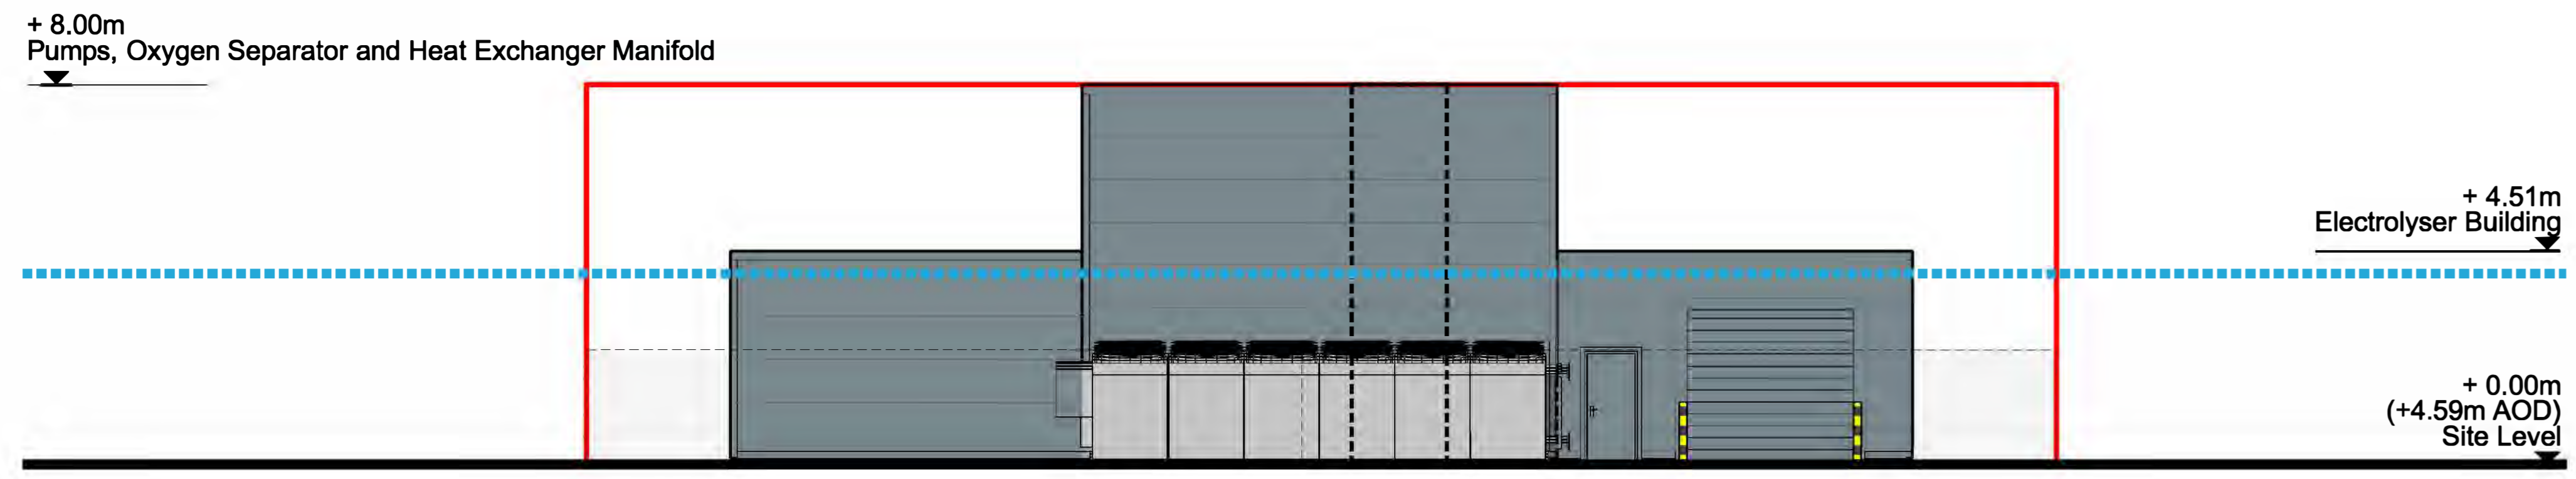 + 8.00m
Pumps, Oxygen Separator and Heat Exchanger Manifold
+ 4.51m
Electrolyser Building
+ 0.00m
(+4.59m AOD)
Site Level